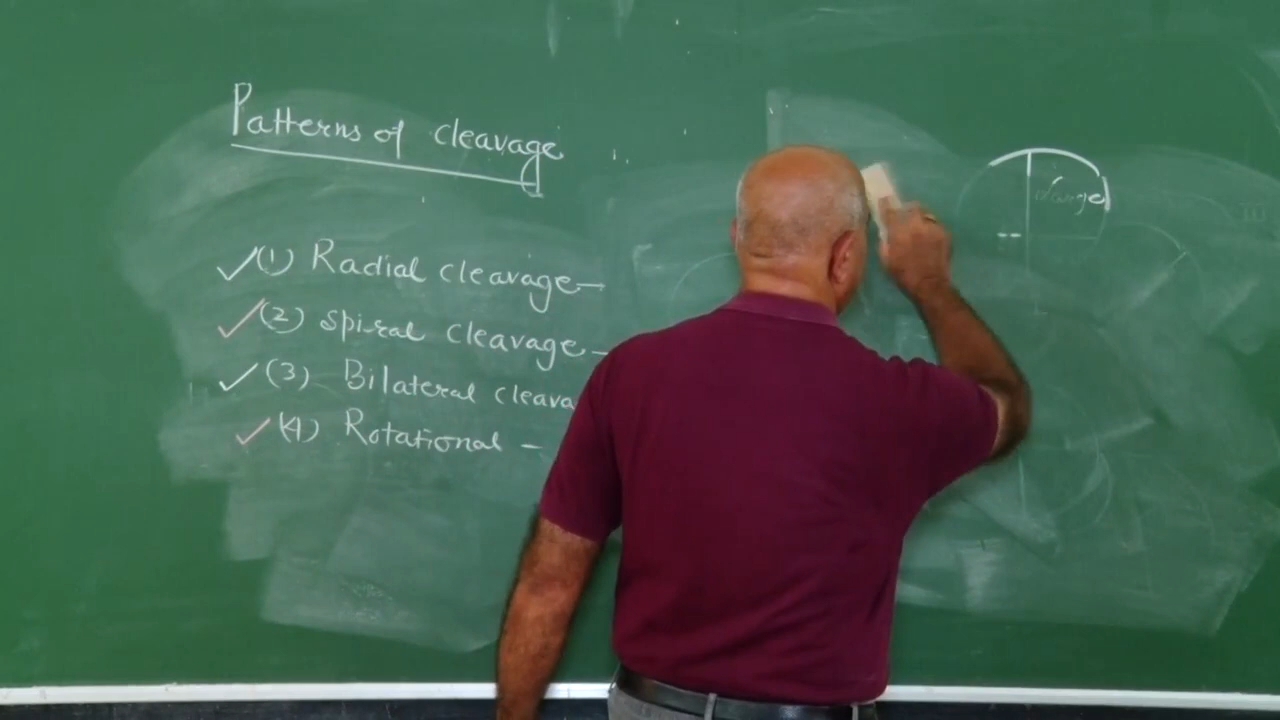 Patterns of cleavage
(1) Radial cleavage
(2) Spiral cleavage
(3) Bilateral cleava
(4) Rotational